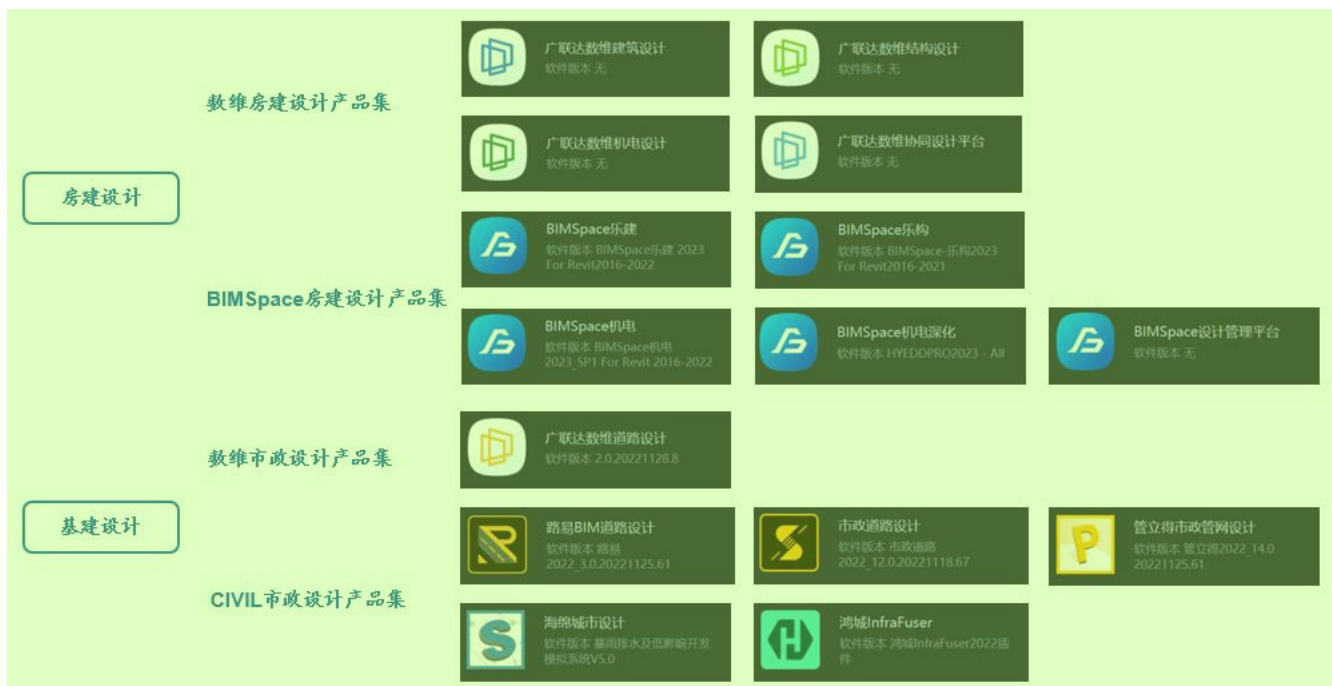 广联达数维建筑设计
软件版本 无
广联达数维结构设计
软件版本 无
数维房建设计产品集
广联达数维机电设计
软件版本 无
广联达数维协同设计平台
软件版本 无
房建设计
BIMSpace乐建
软件版本 BIMSpace乐建 2023
For Revit2016-2022
BIMSpace乐构
软件版本 BIMSpace-乐构2023
For Revit2016-2021
BIMSpace房建设计产品集
BIMSpace机电
软件版本 BIMSpace机电
2023_SP1 For Revit 2016-2022
BIMSpace机电深化
软件版本 HYEDDPRO2023 - All
BIMSpace设计管理平台
软件版本 无
数维市政设计产品集
广联达数维道路设计
软件版本 2.0.20221128.8
基建设计
路易BIM道路设计
软件版本 路易
2022_3.0.20221125.61
市政道路设计
软件版本 市政道路
2022_12.0.20221118.67
P
管立得市政管网设计
软件版本 管立得2022_14.0
20221125.61
CIVIL市政设计产品集
S
海绵城市设计
软件版本 暴雨排水及低影响开发
模拟系统V5.0
鸿城InfraFuser
软件版本 鸿城InfraFuser2022插
件